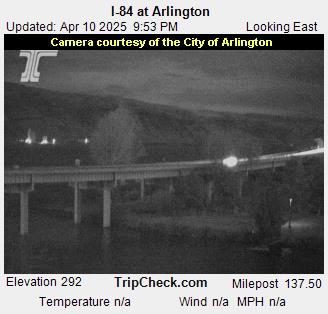 I-84 at Arlington
Updated: Apr 10 2025 9:53 PM Looking East
Camera courtesy of the City of Arlington
Elevation 292 TripCheck.com Milepost 137.50
Temperature n/a Wind n/a MPH n/a